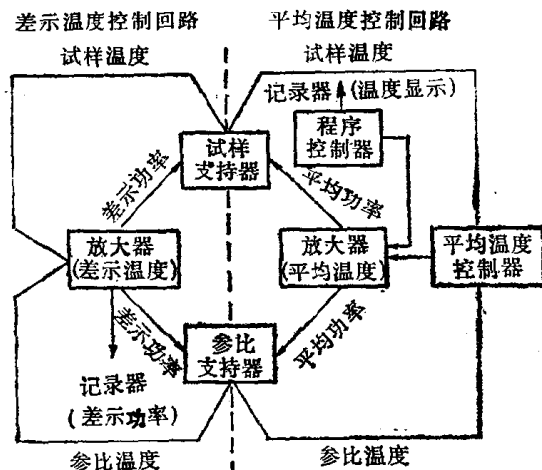 差示温度控制回路
平均温度控制回路
试样温度
试样温度
记录器(温度显示)
程序
控制器
试样
支持器
差示功率
平均功率
放大器
(差示温度)
放大器
(平均温度)
平均温度
控制器
差示功率
平均功率
参比
支持器
记录器
(差示功率)
参比温度
参比温度